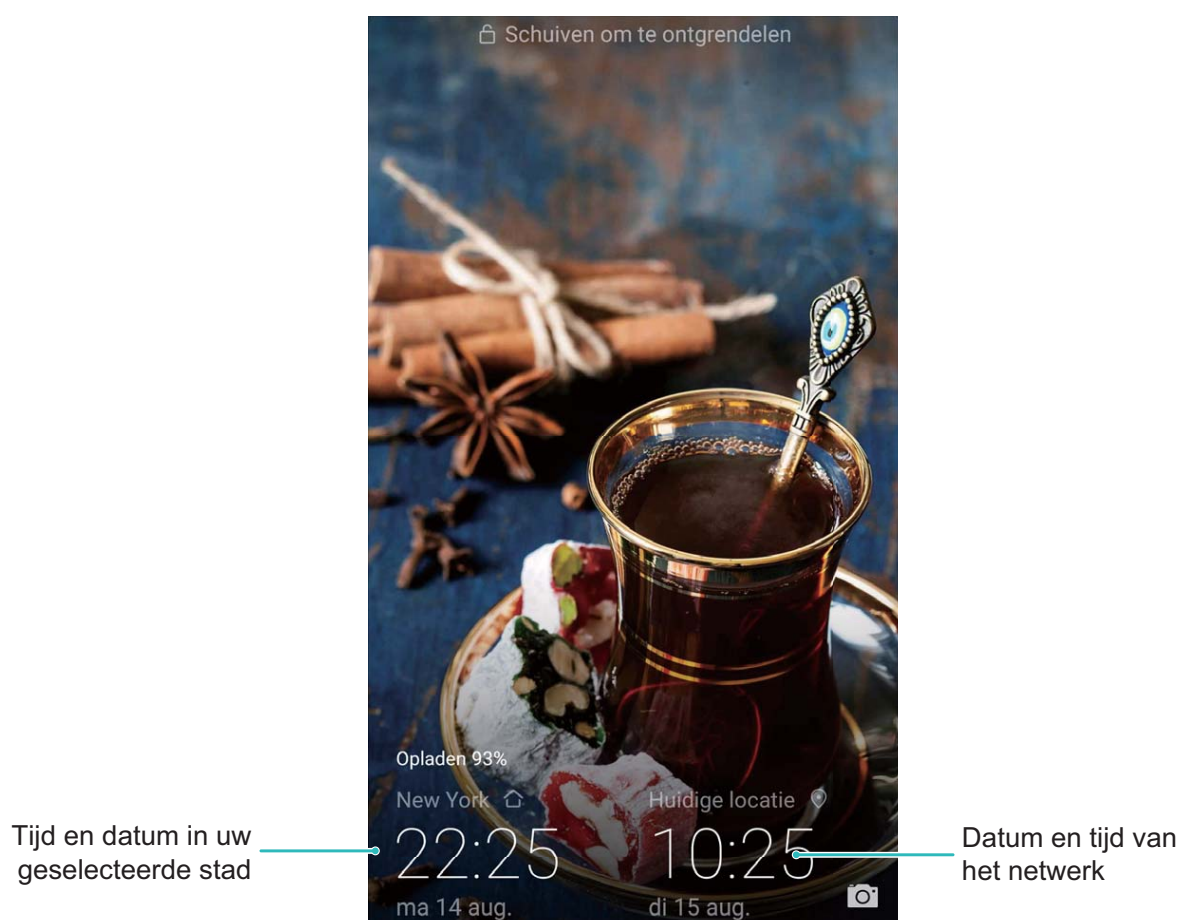 Schuiven om te ontgrendelen
Opladen 93%
New York
Huidige locatie
22:25
10:25
ma 14 aug.
di 15 aug.
Tijd en datum in uw
geselecteerde stad
Datum en tijd van
het netwerk